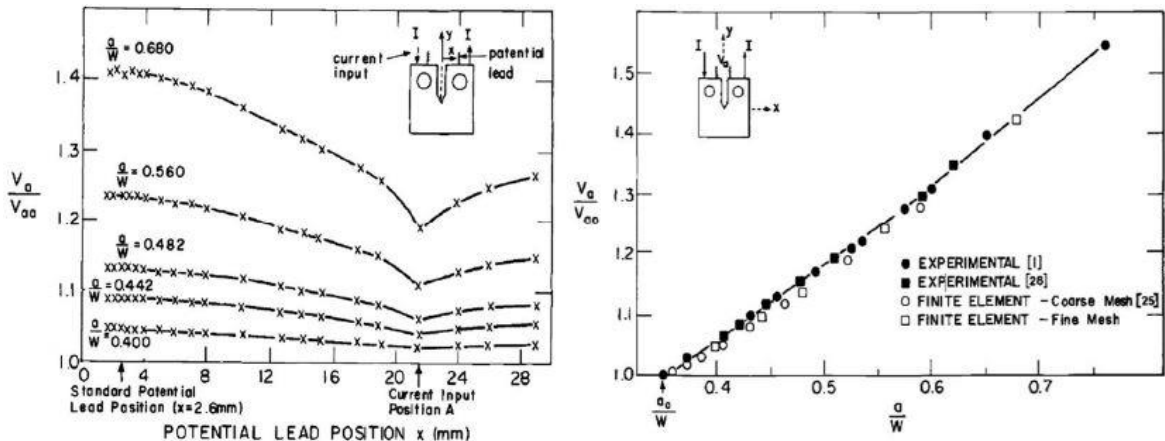 a/W = 0.680
I
y
I
x
current input
potential lead
1.4
a/W = 0.560
1.3
Va/Vao
1.2
a/W = 0.482
a/W = 0.442
1.1
a/W = 0.400
1.0
0 4 8 12 16 20 24 28
Standard Potential
Lead Position (x=2.6mm)
Current Input
Position A
POTENTIAL LEAD POSITION x (mm)
1.5
I
y
Va
I
x
1.4
Va/Vao
1.3
1.2
● EXPERIMENTAL [1]
■ EXPERIMENTAL [26]
○ FINITE ELEMENT – Coarse Mesh [25]
□ FINITE ELEMENT – Fine Mesh
1.1
1.0
0.4 0.5 0.6 0.7
ao/W
a/W